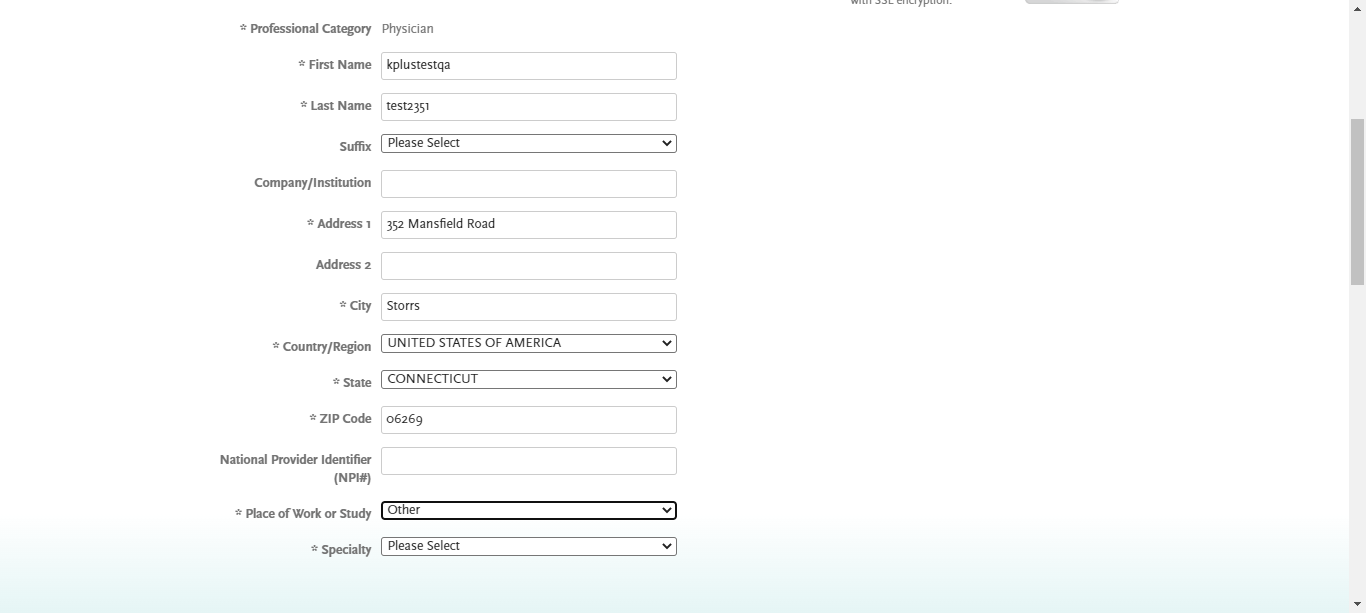 with SSL encryption.
* Professional Category Physician
* First Name kplustestqa
* Last Name test2351
Suffix Please Select
Company/Institution
* Address 1 352 Mansfield Road
Address 2
* City Storrs
* Country/Region UNITED STATES OF AMERICA
* State CONNECTICUT
* ZIP Code 06269
National Provider Identifier
(NPI#)
* Place of Work or Study Other
* Specialty Please Select